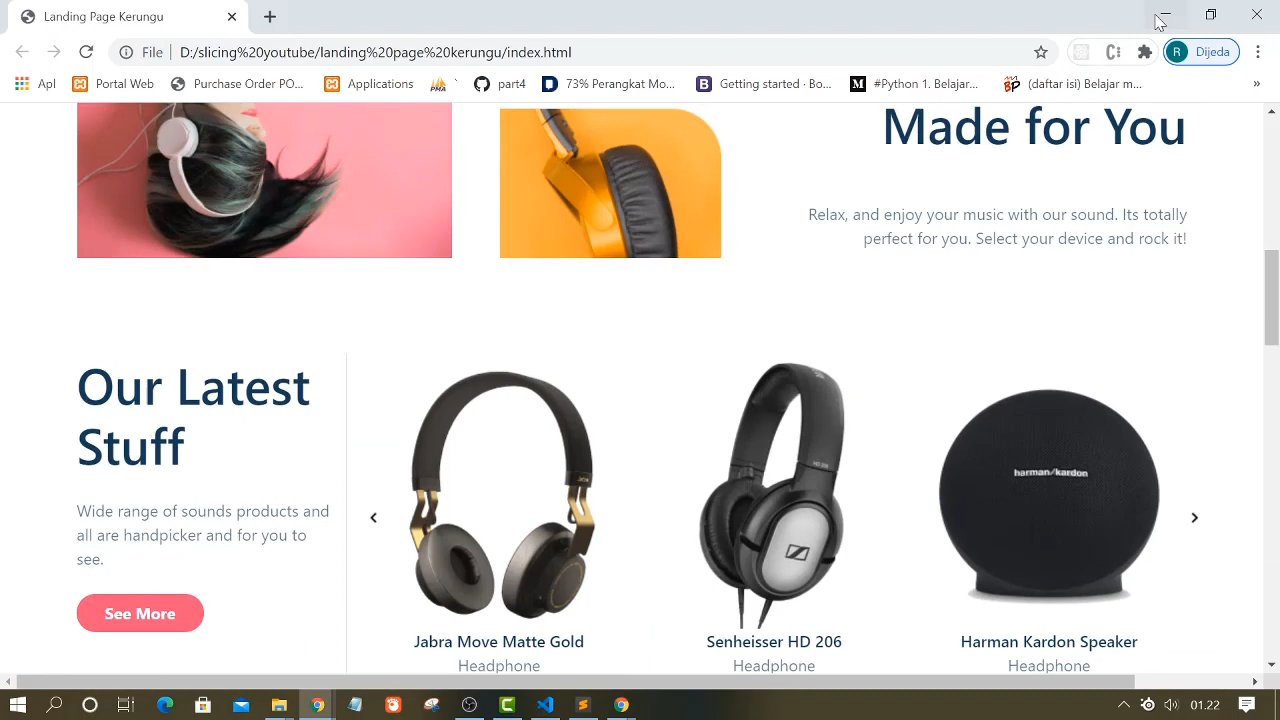 Landing Page Kerungu
File
D:/slicing%20youtube/landing%20page%20kerungu/index.html
R
Dijeda
Apl
Portal Web
Purchase Order PO...
Applications
PMA
part4
73% Perangkat Mo...
Getting started · Bo...
#Python 1. Belajar...
(daftar isi) Belajar m...
»
Made for You
Relax, and enjoy your music with our sound. Its totally
perfect for you. Select your device and rock it!
Our Latest
Stuff
Wide range of sounds products and
all are handpicker and for you to
see.
See More
harman/kardon
Jabra Move Matte Gold
Headphone
Senheisser HD 206
Headphone
Harman Kardon Speaker
Headphone
01.22